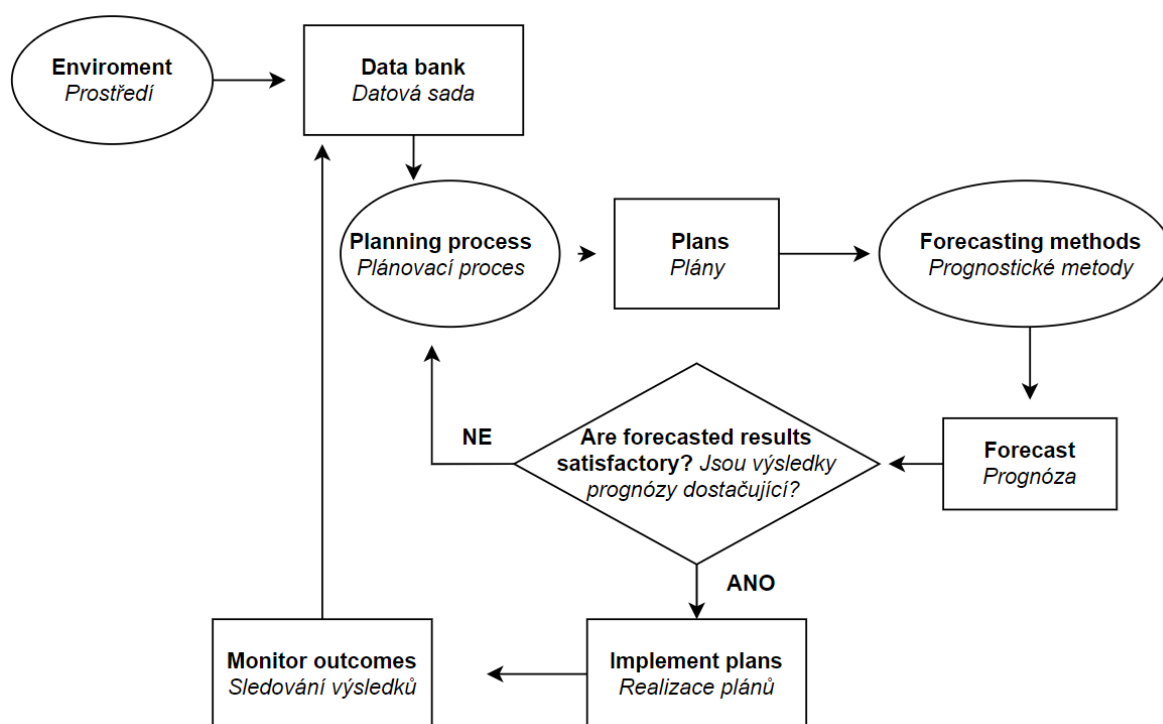 Enviroment
Prostředí
Data bank
Datová sada
Planning process
Plánovací proces
Plans
Plány
Forecasting methods
Prognostické metody
Forecast
Prognóza
Are forecasted results
satisfactory? Jsou výsledky
prognózy dostačující?
NE
ANO
Implement plans
Realizace plánů
Monitor outcomes
Sledování výsledků